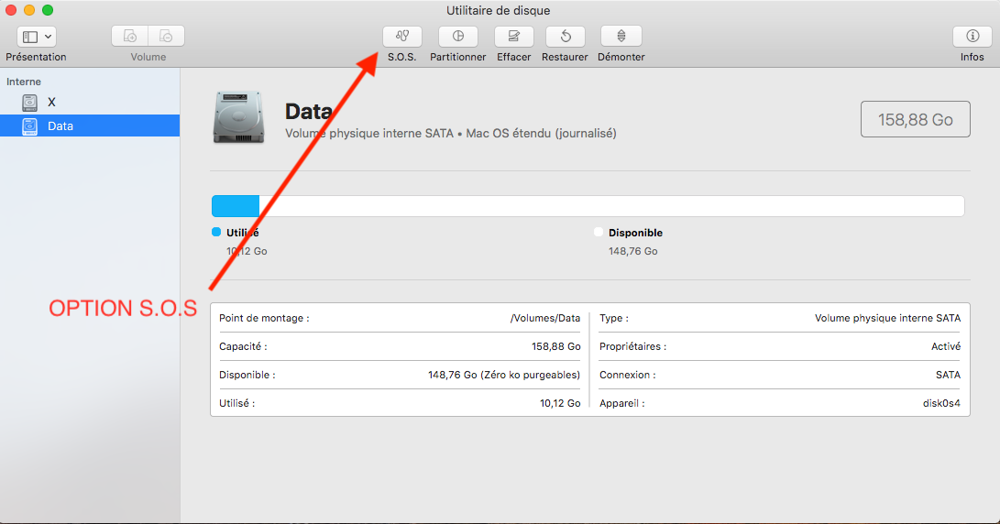 Utilitaire de disque
Présentation
Volume
S.O.S.
Partitionner
Effacer
Restaurer
Démonter
Infos
Interne
X
Data
Data
Volume physique interne SATA • Mac OS étendu (journalisé)
158,88 Go
Utilisé
10,12 Go
Disponible
148,76 Go
OPTION S.O.S
Point de montage : /Volumes/Data
Capacité : 158,88 Go
Disponible : 148,76 Go (Zéro ko purgeables)
Utilisé : 10,12 Go
Type : Volume physique interne SATA
Propriétaires : Activé
Connexion : SATA
Appareil : disk0s4